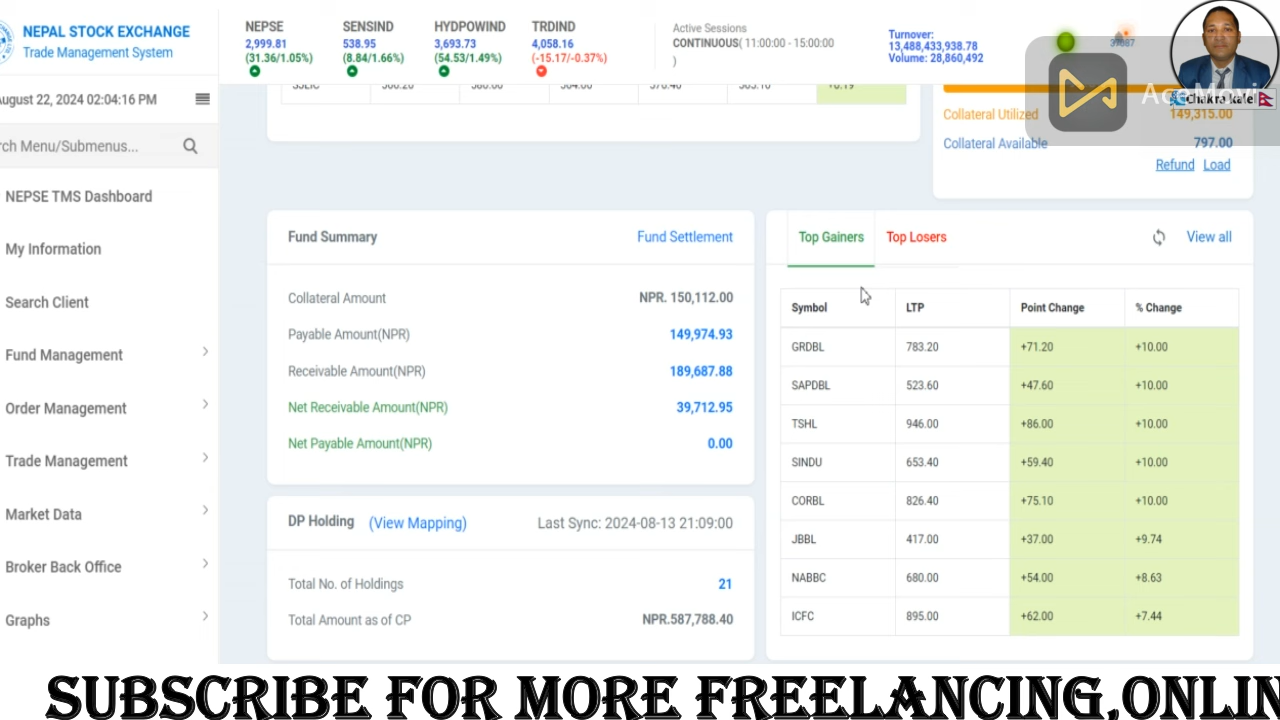 NEPAL STOCK EXCHANGE
Trade Management System
NEPSE
2,999.81
(31.36/1.05%)
SENSIND
538.95
(8.84/1.66%)
HYDPOWIND
3,693.73
(54.53/1.49%)
TRDIND
4,058.16
(-15.17/-0.37%)
Active Sessions
CONTINUOUS( 11:00:00 - 15:00:00
)
Turnover:
13,488,433,938.78
Volume: 28,860,492
AceMovi
Chakra katel
ugust 22, 2024 02:04:16 PM
ch Menu/Submenus...
NEPSE TMS Dashboard
My Information
Search Client
Fund Management
Order Management
Trade Management
Market Data
Broker Back Office
Graphs
Collateral Utilized 149,315.00
Collateral Available 797.00
Refund Load
Fund Summary Fund Settlement
Collateral Amount NPR. 150,112.00
Payable Amount(NPR) 149,974.93
Receivable Amount(NPR) 189,687.88
Net Receivable Amount(NPR) 39,712.95
Net Payable Amount(NPR) 0.00
DP Holding (View Mapping) Last Sync: 2024-08-13 21:09:00
Total No. of Holdings 21
Total Amount as of CP NPR.587,788.40
Top Gainers Top Losers View all
Symbol LTP Point Change % Change
GRDBL 783.20 +71.20 +10.00
SAPDBL 523.60 +47.60 +10.00
TSHL 946.00 +86.00 +10.00
SINDU 653.40 +59.40 +10.00
CORBL 826.40 +75.10 +10.00
JBBL 417.00 +37.00 +9.74
NABBC 680.00 +54.00 +8.63
ICFC 895.00 +62.00 +7.44
SUBSCRIBE FOR MORE FREELANCING,ONLIN